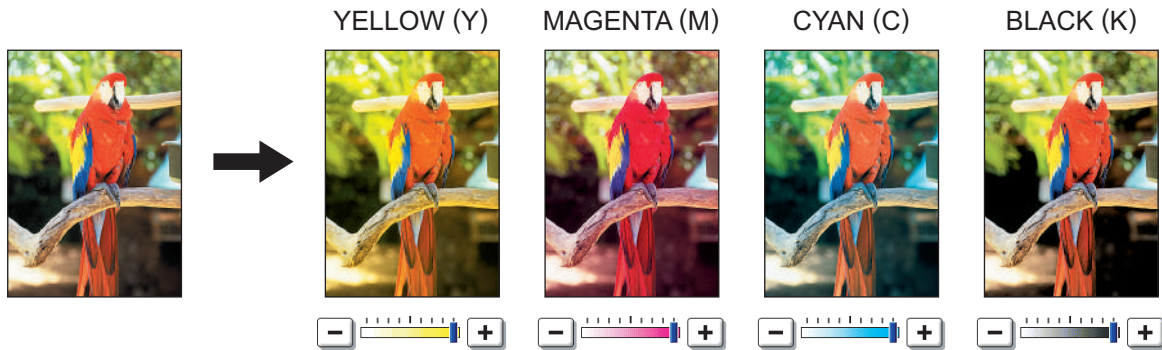 YELLOW (Y) MAGENTA (M) CYAN (C) BLACK (K)
− + − + − + − +